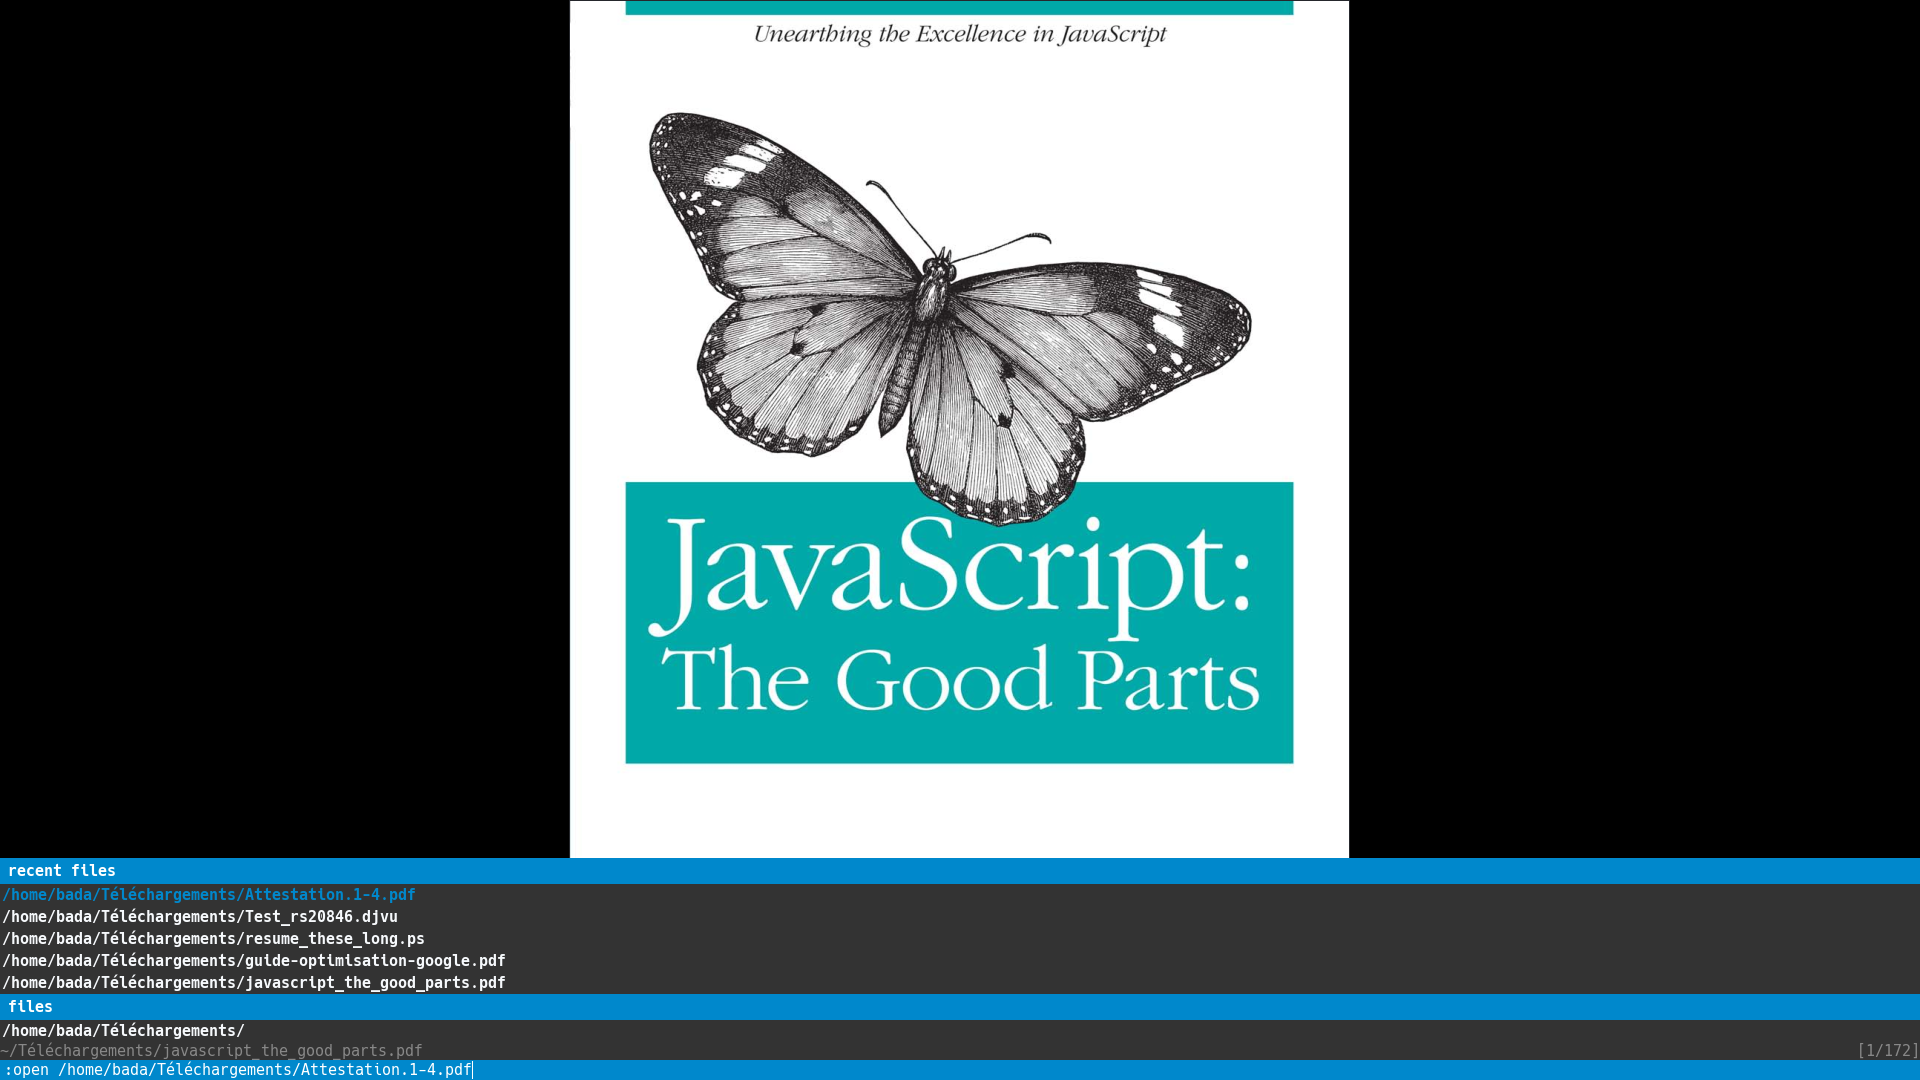 Unearthing the Excellence in JavaScript
JavaScript:
The Good Parts
recent files
/home/bada/Téléchargements/Attestation.1-4.pdf
/home/bada/Téléchargements/Test_rs20846.djvu
/home/bada/Téléchargements/resume_these_long.ps
/home/bada/Téléchargements/guide-optimisation-google.pdf
/home/bada/Téléchargements/javascript_the_good_parts.pdf
files
/home/bada/Téléchargements/
~/Téléchargements/javascript_the_good_parts.pdf [1/172]
:open /home/bada/Téléchargements/Attestation.1-4.pdf